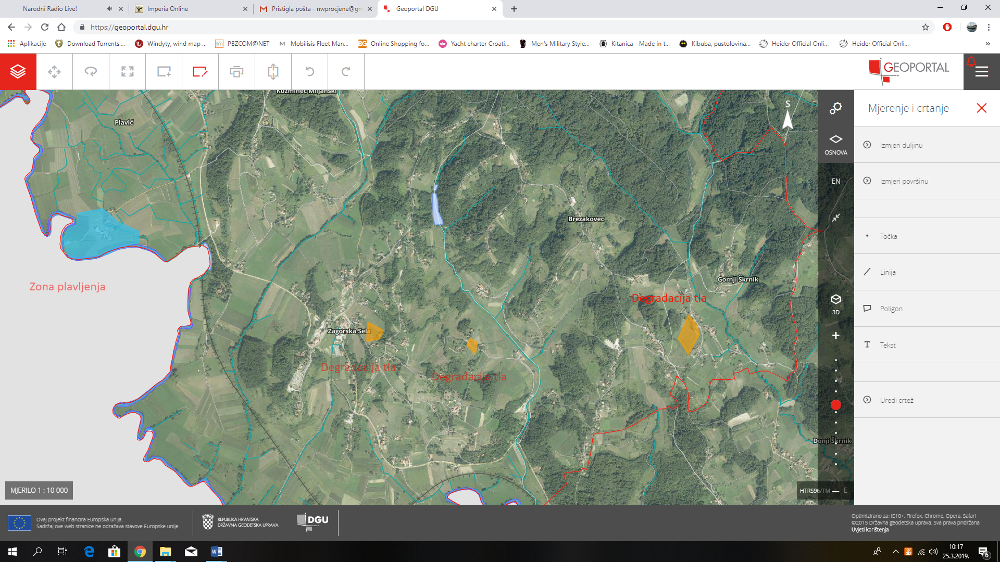 Narodni Radio Live!
Imperia Online
Pristigla pošta - nwprocjene@gm
Geoportal DGU
https://geoportal.dgu.hr
Aplikacije
Download Torrents....
Windyty, wind map ...
PBZCOM@NET
Mobilisis Fleet Man...
Online Shopping fo...
Yacht charter Croati...
Men's Military Style...
Kitanica - Made in t...
Kibuba, pustolovina...
Heider Official Onli...
Heider Official Onli...
GEOPORTAL
Kuzminec Miljanski
Plavić
S
Mjerenje i crtanje
Izmjeri duljinu
OSNOVA
EN
Izmjeri površinu
Brezakovec
Točka
Linija
Gornji Škrnik
Zona plavljenja
Degradacija tla
3D
Poligon
Zagorska Sela
Tekst
Degradacija tla
Degradacija tla
Uredi crtež
Donji Škrnik
MJERILO 1 : 10 000
HTRS96/TM
E
Ovaj projekt financira Europska unija.
Sadržaj ove web stranice ne odražava stavove Europske unije.
REPUBLIKA HRVATSKA
DRŽAVNA GEODETSKA UPRAVA
DGU
Optimizirano za: IE10+, Firefox, Chrome, Opera, Safari
©2015 Državna geodetska uprava. Sva prava pridržana
Uvjeti korištenja
10:17
25.3.2019.
6